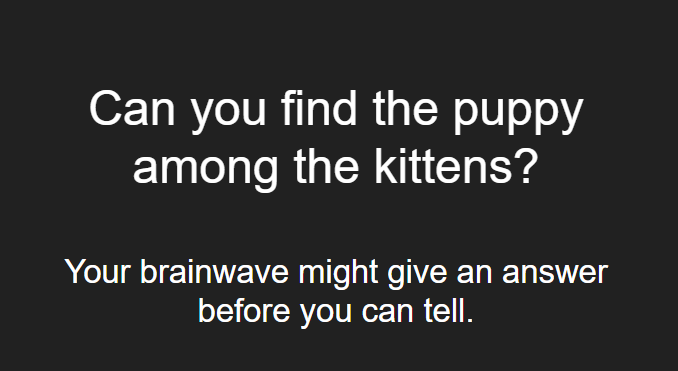 Can you find the puppy
among the kittens?
Your brainwave might give an answer
before you can tell.